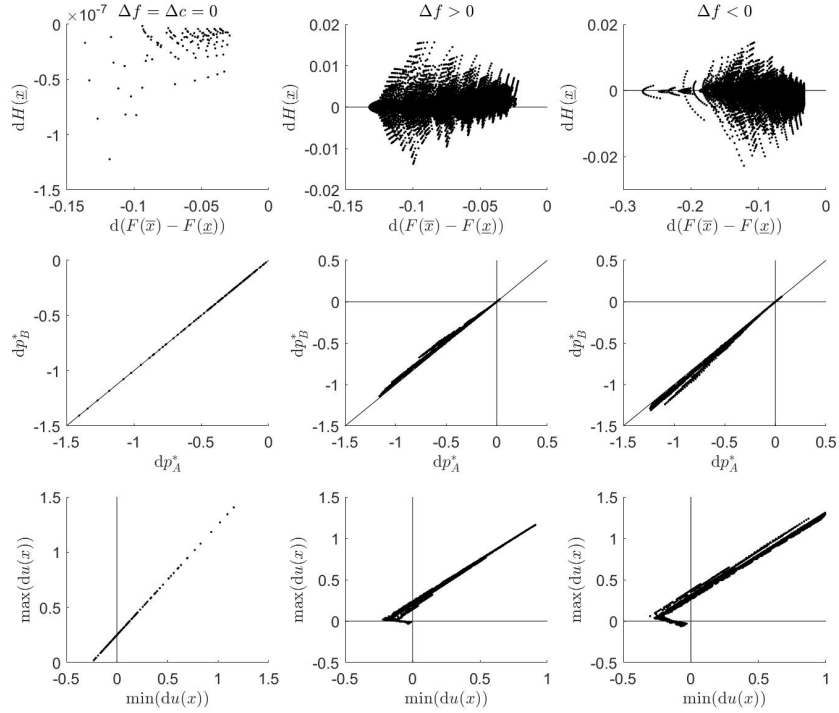 Δf = Δc = 0
Δf > 0
Δf < 0
×10⁻⁷
0
-0.5
-1
-1.5
dH(x̲)
-0.15 -0.1 -0.05 0
d(F(x̅) − F(x̲))
0.02
0.01
0
-0.01
-0.02
dH(x̲)
-0.15 -0.1 -0.05 0
d(F(x̅) − F(x̲))
0.02
0
-0.02
dH(x̲)
-0.3 -0.2 -0.1 0
d(F(x̅) − F(x̲))
0
-0.5
-1
-1.5
dp*_B
-1.5 -1 -0.5 0
dp*_A
0.5
0
-0.5
-1
-1.5
dp*_B
-1.5 -1 -0.5 0 0.5
dp*_A
0.5
0
-0.5
-1
-1.5
dp*_B
-1.5 -1 -0.5 0 0.5
dp*_A
1.5
1
0.5
0
max(du(x))
-0.5 0 0.5 1 1.5
min(du(x))
1.5
1
0.5
0
-0.5
max(du(x))
-0.5 0 0.5 1
min(du(x))
1.5
1
0.5
0
-0.5
max(du(x))
-0.5 0 0.5 1
min(du(x))